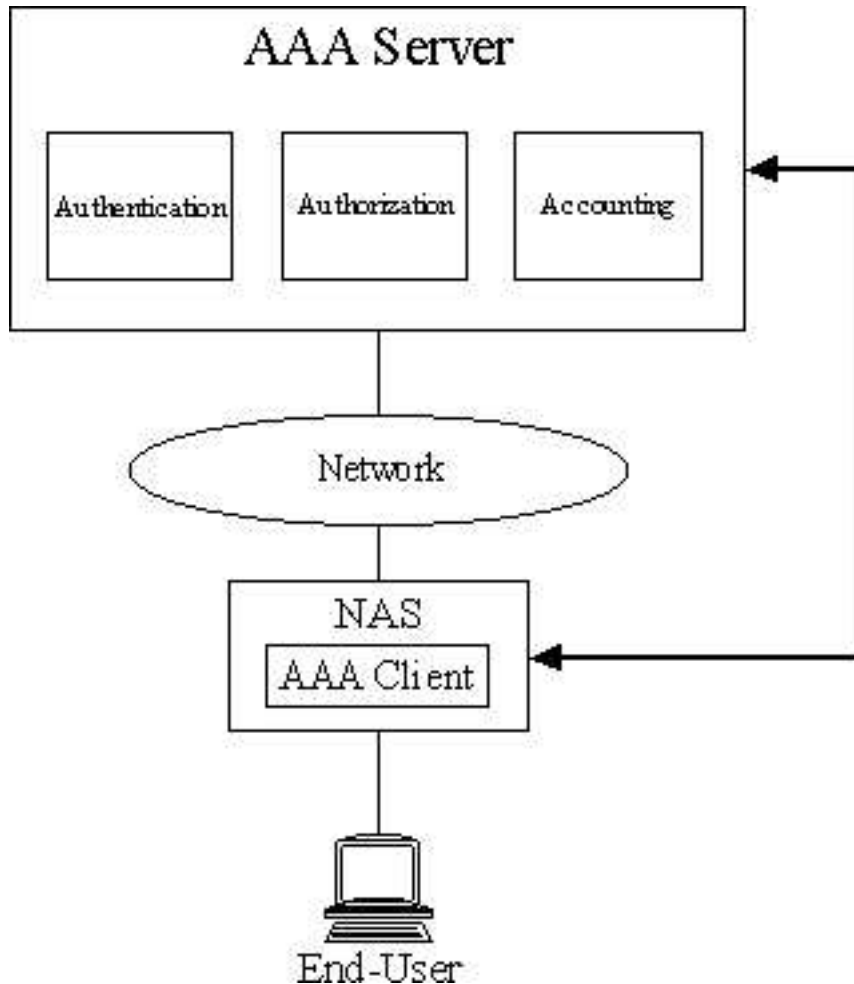 AAA Server
Authentication
Authorization
Accounting
Network
NAS
AAA Client
End-User